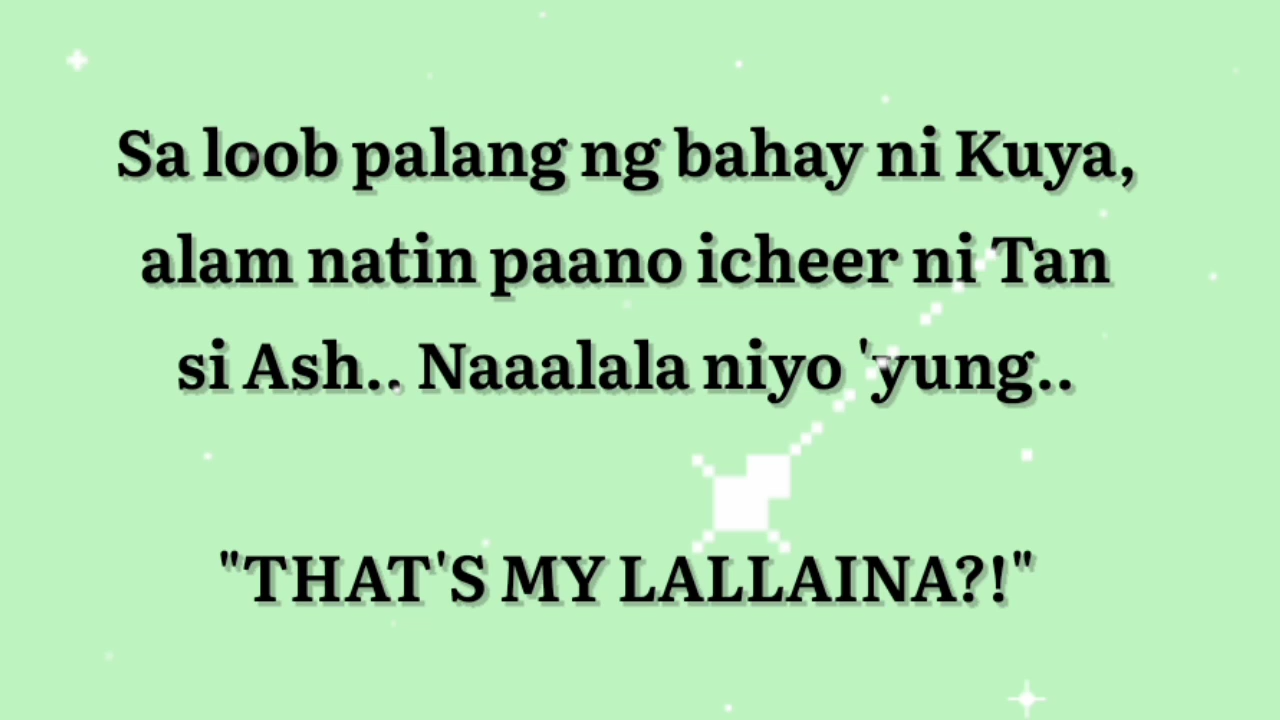 Sa loob palang ng bahay ni Kuya,
alam natin paano icheer ni Tan
si Ash.. Naaalala niyo 'yung..
"THAT'S MY LALLAINA?!"